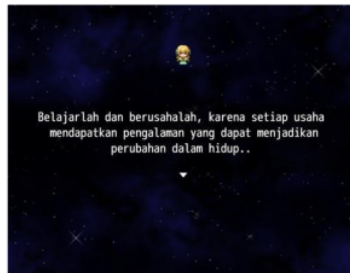 Belajarlah dan berusahalah, karena setiap usaha
mendapatkan pengalaman yang dapat menjadikan
perubahan dalam hidup..